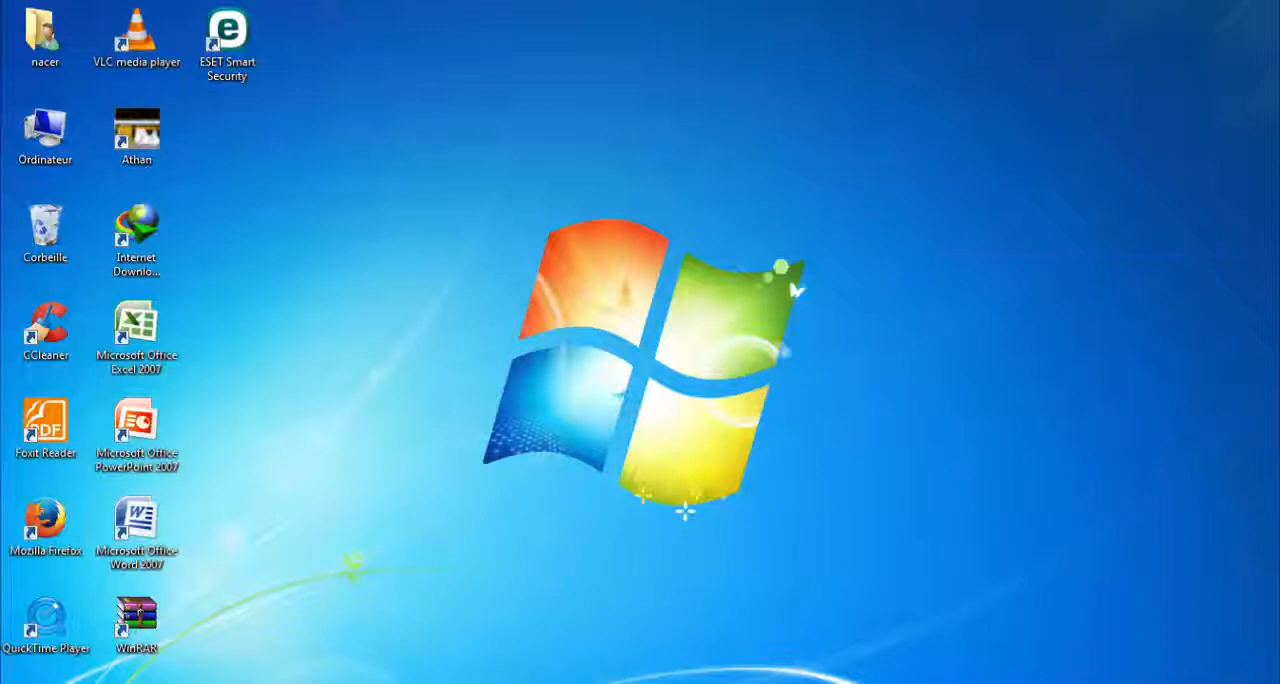 nacer
VLC media player
ESET Smart
Security
Ordinateur
Athan
Corbeille
Internet
Downlo...
CCleaner
Microsoft Office
Excel 2007
PDF
Foxit Reader
Microsoft Office
PowerPoint 2007
Mozilla Firefox
Microsoft Office
Word 2007
QuickTime Player
WinRAR